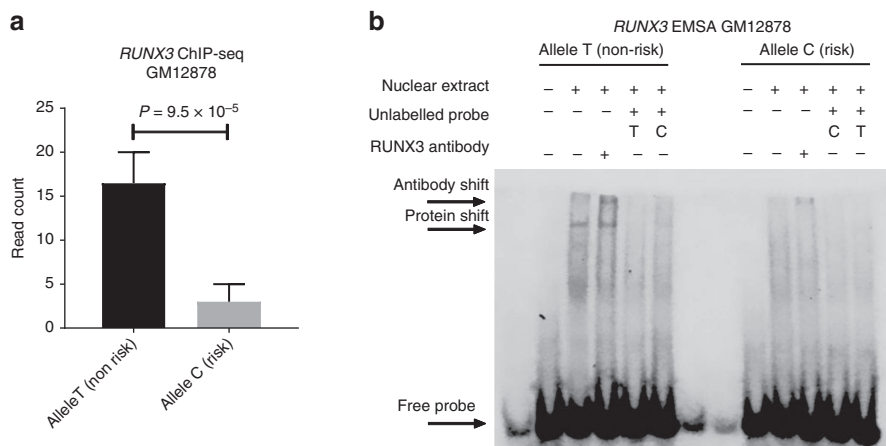 a
RUNX3 ChIP-seq
GM12878
P = 9.5 × 10⁻⁵
25
20
15
10
5
0
Read count
Allele T (non risk)
Allele C (risk)
b
RUNX3 EMSA GM12878
Allele T (non-risk) Allele C (risk)
Nuclear extract – + + + + – + + + +
Unlabelled probe – – – + + – – – + +
T C C T
RUNX3 antibody – – + – – – – + – –
Antibody shift
Protein shift
Free probe